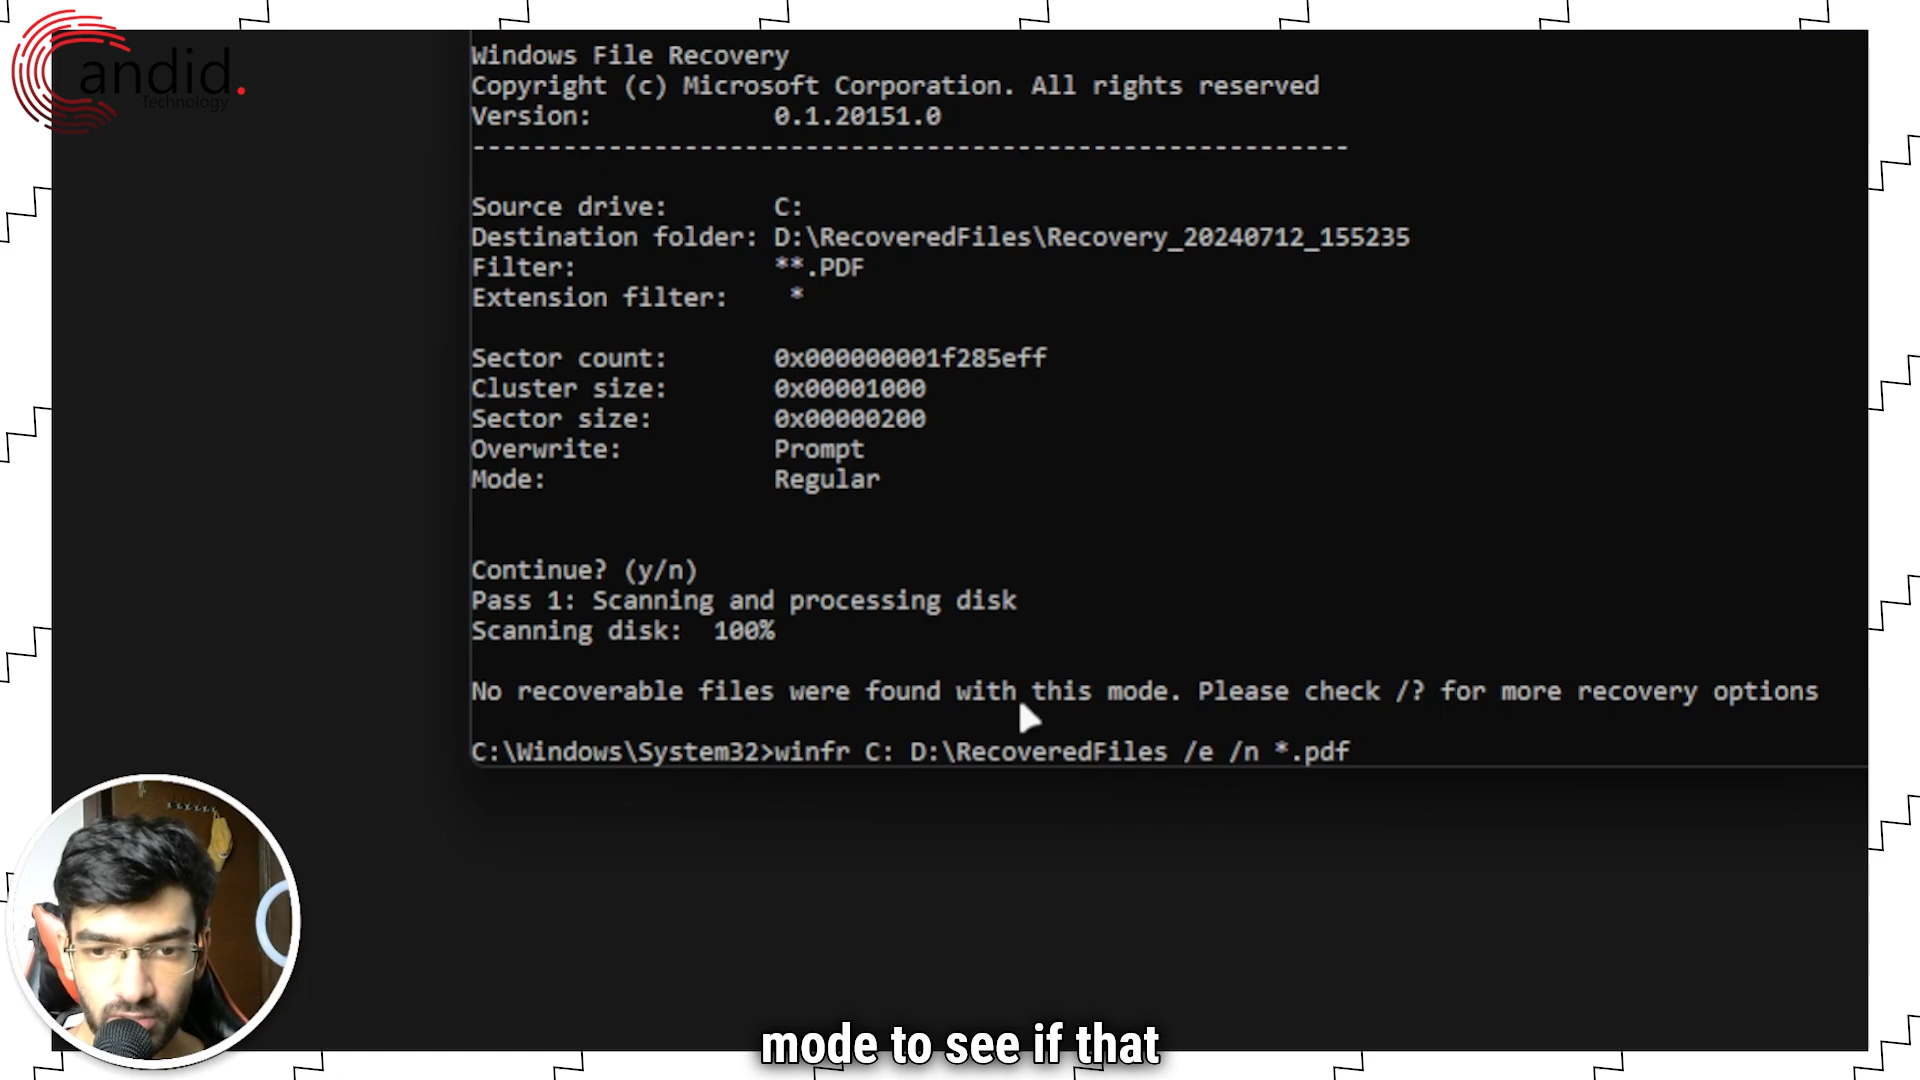 andid.
Technology
Windows File Recovery
Copyright (c) Microsoft Corporation. All rights reserved
Version: 0.1.20151.0
----------------------------------------------------------
Source drive: C:
Destination folder: D:\RecoveredFiles\Recovery_20240712_155235
Filter: **.PDF
Extension filter: *
Sector count: 0x000000001f285eff
Cluster size: 0x00001000
Sector size: 0x00000200
Overwrite: Prompt
Mode: Regular
Continue? (y/n)
Pass 1: Scanning and processing disk
Scanning disk: 100%
No recoverable files were found with this mode. Please check /? for more recovery options
C:\Windows\System32>winfr C: D:\RecoveredFiles /e /n *.pdf
mode to see if that